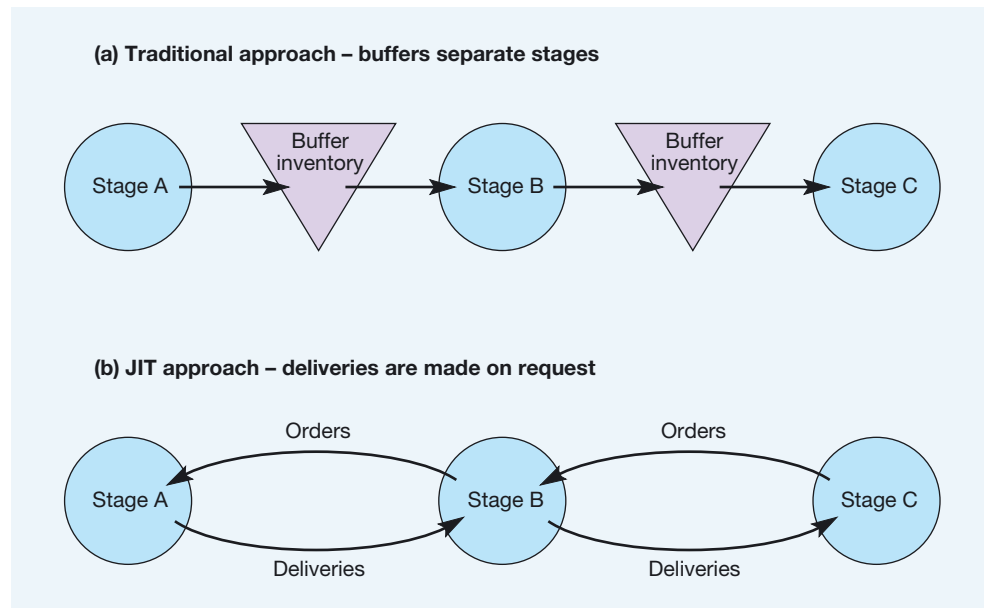 (a) Traditional approach – buffers separate stages
Stage A
Buffer
inventory
Stage B
Buffer
inventory
Stage C
(b) JIT approach – deliveries are made on request
Orders
Orders
Stage A
Stage B
Stage C
Deliveries
Deliveries